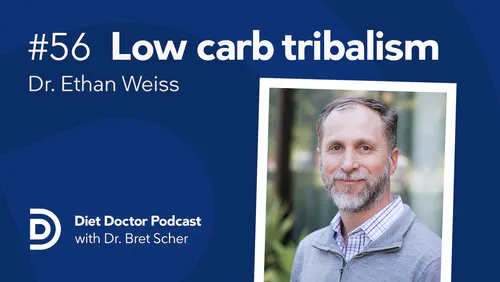 #56 Low carb tribalism
Dr. Ethan Weiss
Diet Doctor Podcast
with Dr. Bret Scher